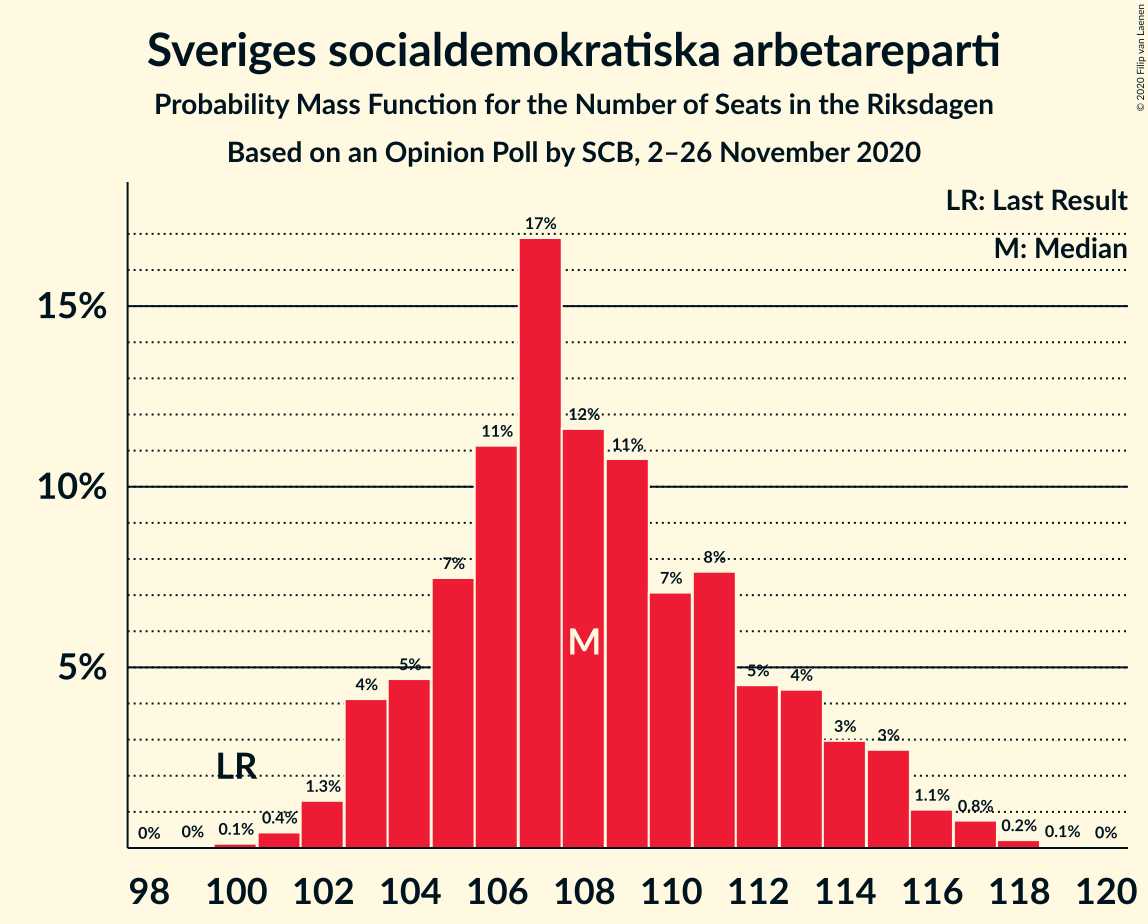 Sveriges socialdemokratiska arbetareparti
Probability Mass Function for the Number of Seats in the Riksdagen
Based on an Opinion Poll by SCB, 2–26 November 2020
© 2020 Filip van Laenen
LR: Last Result
M: Median
15%
10%
5%
0%
0%
0.1%
0.4%
1.3%
4%
5%
7%
11%
17%
12%
11%
7%
8%
5%
4%
3%
3%
1.1%
0.8%
0.2%
0.1%
0%
LR
M
98 100 102 104 106 108 110 112 114 116 118 120